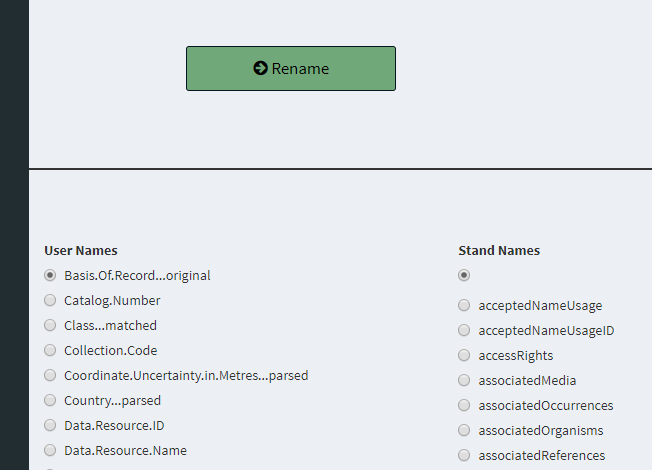 Rename
User Names
Basis.Of.Record...original
Catalog.Number
Class...matched
Collection.Code
Coordinate.Uncertainty.in.Metres...parsed
Country...parsed
Data.Resource.ID
Data.Resource.Name
Stand Names
acceptedNameUsage
acceptedNameUsageID
accessRights
associatedMedia
associatedOccurrences
associatedOrganisms
associatedReferences